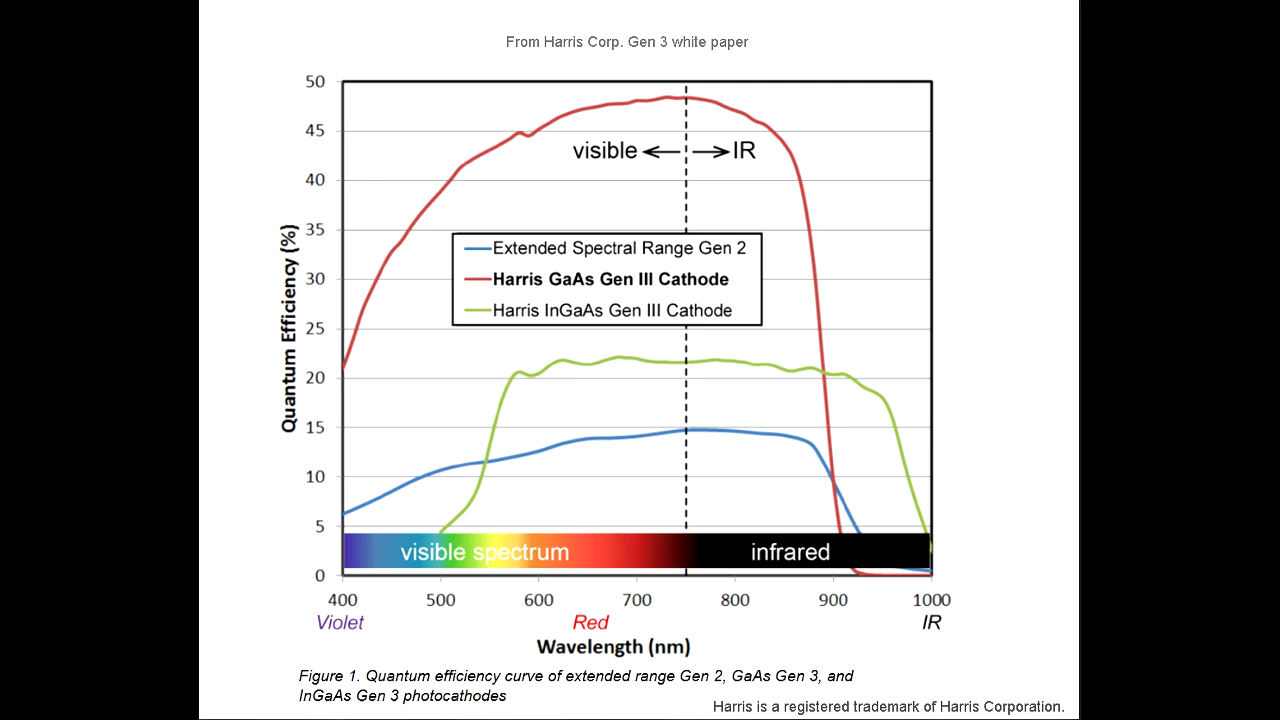 From Harris Corp. Gen 3 white paper
50
45
visible IR
40
35
Extended Spectral Range Gen 2
30
Harris GaAs Gen III Cathode
Harris InGaAs Gen III Cathode
25
Quantum Efficiency (%)
20
15
10
5
visible spectrum infrared
0
400 500 600 700 800 900 1000
Violet Red IR
Wavelength (nm)
Figure 1. Quantum efficiency curve of extended range Gen 2, GaAs Gen 3, and
InGaAs Gen 3 photocathodes
Harris is a registered trademark of Harris Corporation.